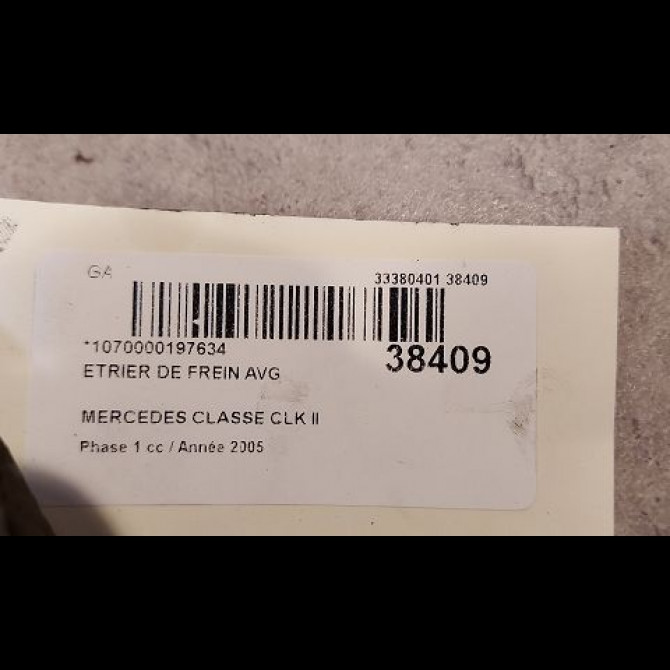 GA 33380401 38409
*1070000197634 38409
ETRIER DE FREIN AVG
MERCEDES CLASSE CLK II
Phase 1 cc / Année 2005